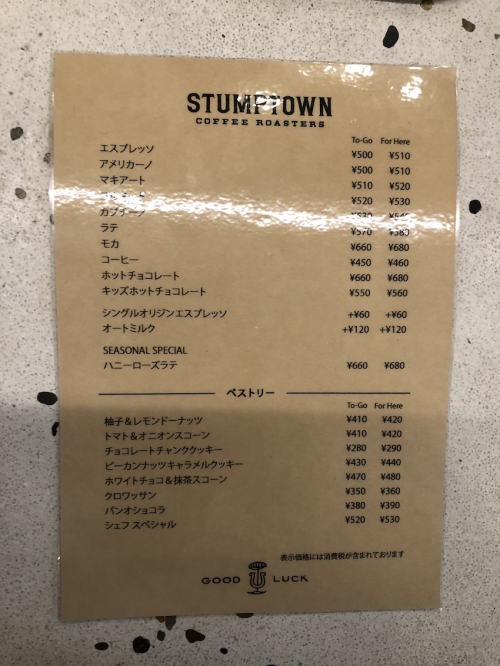 STUMPTOWN
COFFEE ROASTERS
To-Go For Here
エスプレッソ ¥500 ¥510
アメリカーノ ¥500 ¥510
マキアート ¥510 ¥520
¥520 ¥530
カプチーノ
ラテ ¥570 ¥580
モカ ¥660 ¥680
コーヒー ¥450 ¥460
ホットチョコレート ¥660 ¥680
キッズホットチョコレート ¥550 ¥560
シングルオリジンエスプレッソ +¥60 +¥60
オートミルク +¥120 +¥120
SEASONAL SPECIAL
ハニーローズラテ ¥660 ¥680
ペストリー
To-Go For Here
柚子&レモンドーナッツ ¥410 ¥420
トマト&オニオンスコーン ¥410 ¥420
チョコレートチャンククッキー ¥280 ¥290
ピーカンナッツキャラメルクッキー ¥430 ¥440
ホワイトチョコ&抹茶スコーン ¥470 ¥480
クロワッサン ¥350 ¥360
パンオショコラ ¥380 ¥390
シェフ スペシャル ¥520 ¥530
表示価格には消費税が含まれております
GOOD LUCK